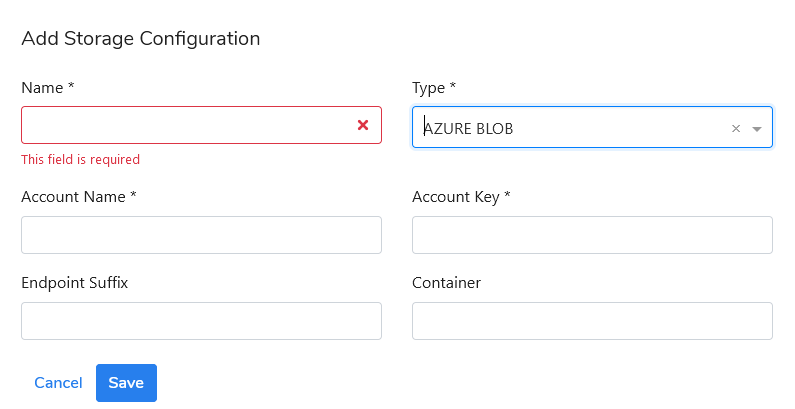 Add Storage Configuration
Name *
Type *
AZURE BLOB
This field is required
Account Name *
Account Key *
Endpoint Suffix
Container
Cancel
Save